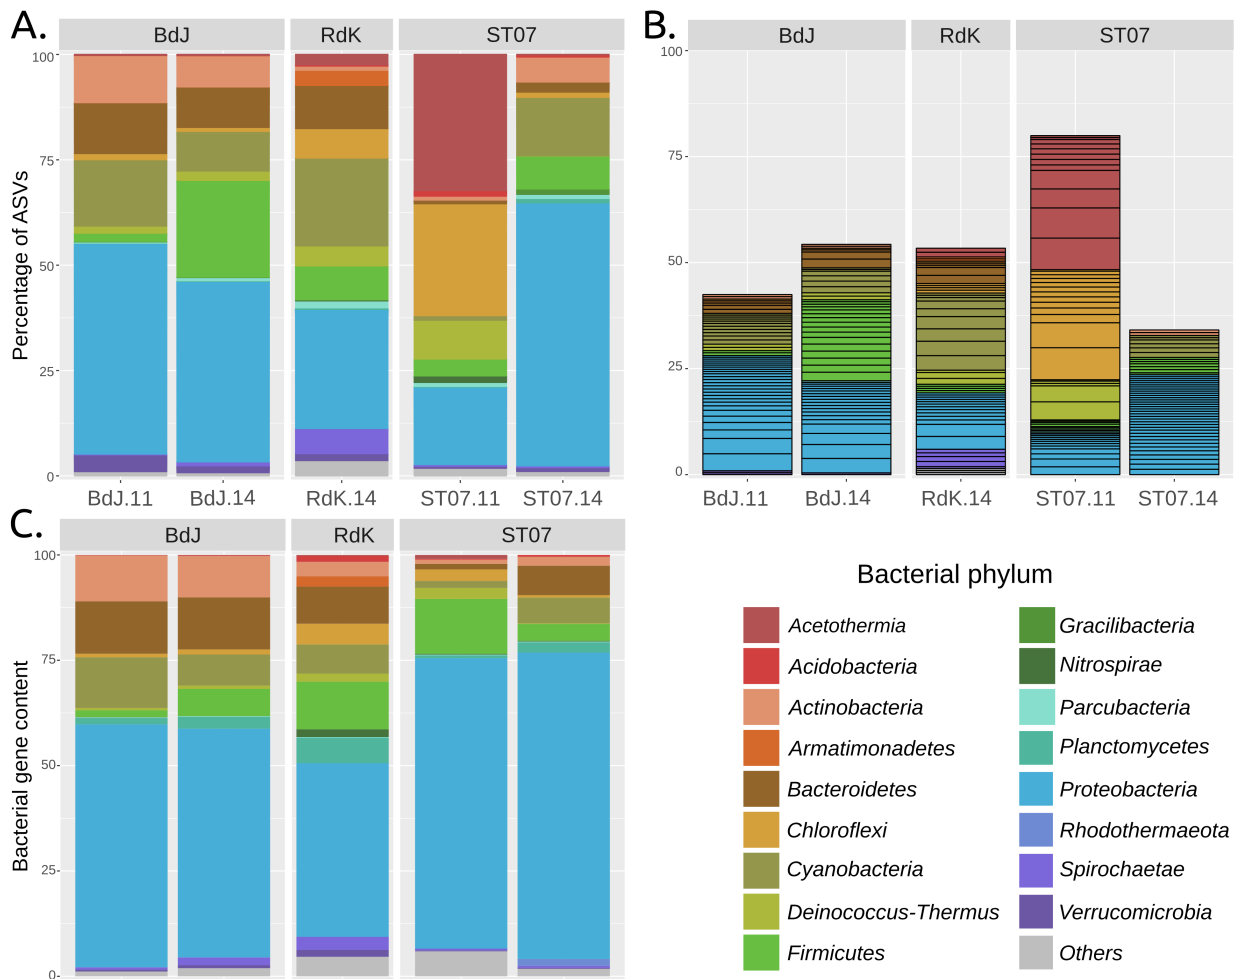 A.
BdJ
RdK
ST07
Percentage of ASVs
100
75
50
25
0
BdJ.11
BdJ.14
RdK.14
ST07.11
ST07.14
B.
BdJ
RdK
ST07
100
75
50
25
0
BdJ.11
BdJ.14
RdK.14
ST07.11
ST07.14
C.
BdJ
RdK
ST07
Bacterial gene content
100
75
50
25
0
Bacterial phylum
Acetothermia
Acidobacteria
Actinobacteria
Armatimonadetes
Bacteroidetes
Chloroflexi
Cyanobacteria
Deinococcus-Thermus
Firmicutes
Gracilibacteria
Nitrospirae
Parcubacteria
Planctomycetes
Proteobacteria
Rhodothermaeota
Spirochaetae
Verrucomicrobia
Others